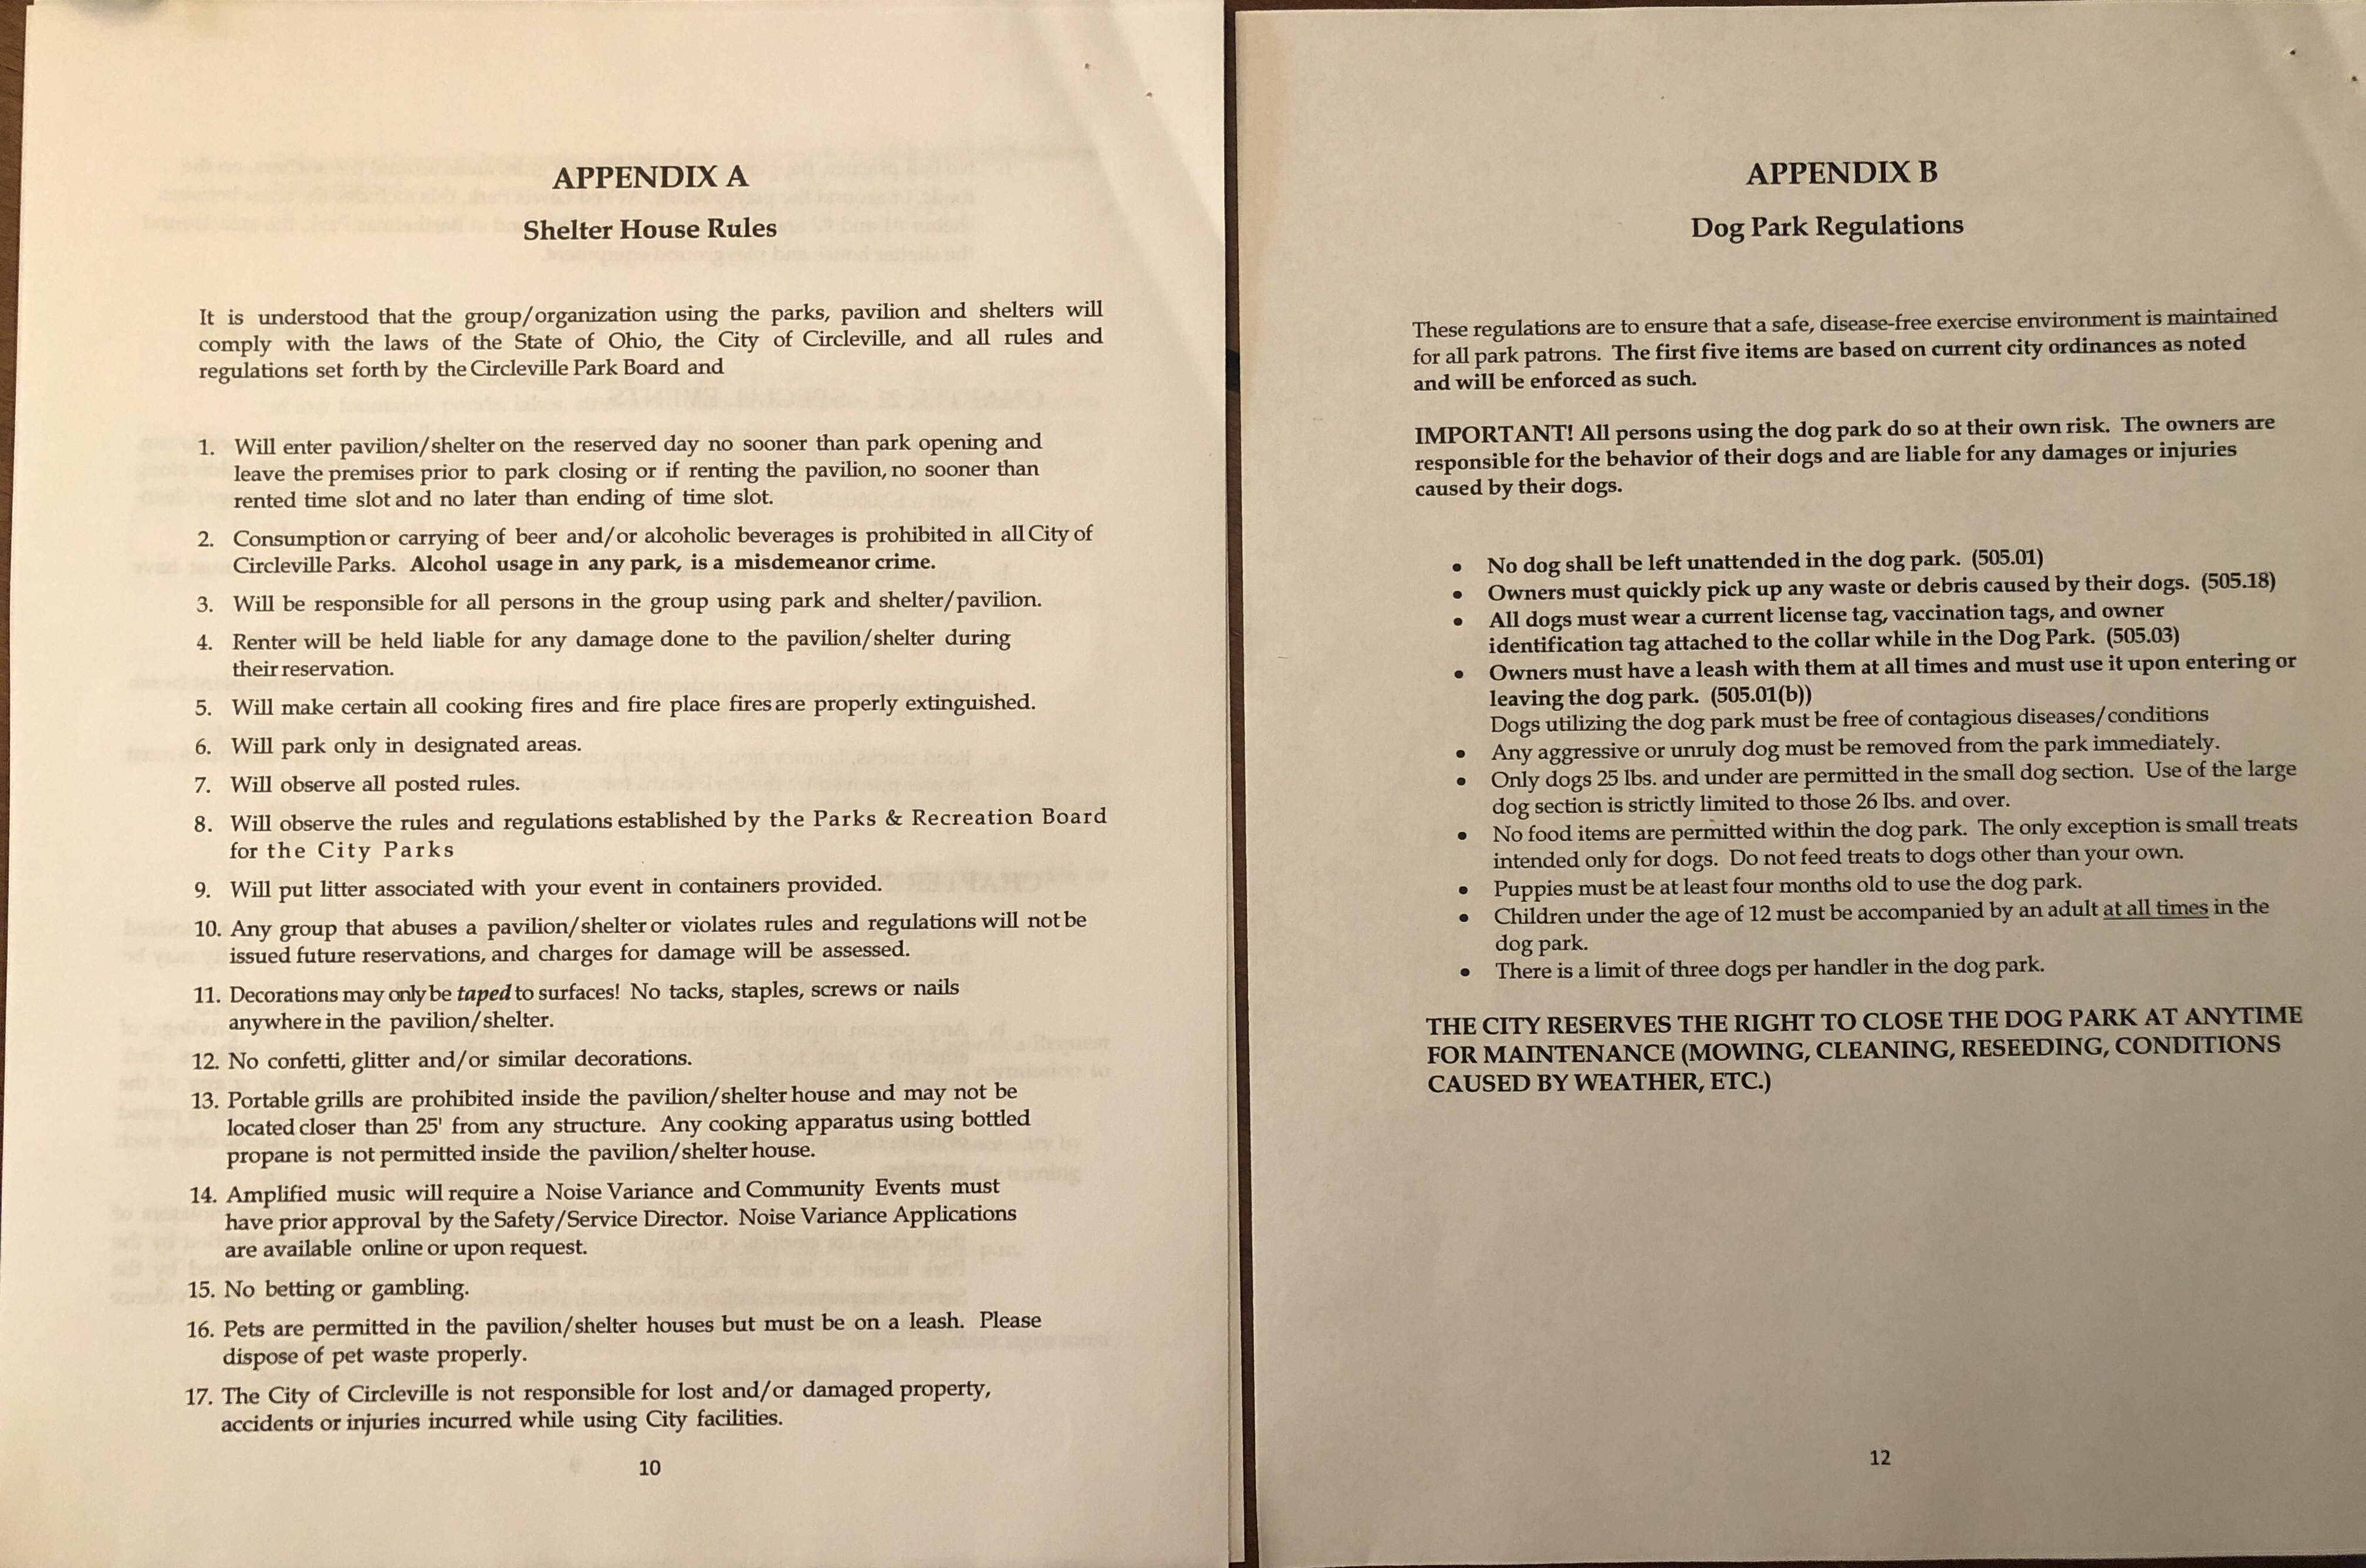 APPENDIX A
Shelter House Rules
It is understood that the group/organization using the parks, pavilion and shelters will
comply with the laws of the State of Ohio, the City of Circleville, and all rules and
regulations set forth by the Circleville Park Board and
1. Will enter pavilion/shelter on the reserved day no sooner than park opening and
leave the premises prior to park closing or if renting the pavilion, no sooner than
rented time slot and no later than ending of time slot.
2. Consumption or carrying of beer and/or alcoholic beverages is prohibited in all City of
Circleville Parks. Alcohol usage in any park, is a misdemeanor crime.
3. Will be responsible for all persons in the group using park and shelter/pavilion.
4. Renter will be held liable for any damage done to the pavilion/shelter during
their reservation.
5. Will make certain all cooking fires and fire place fires are properly extinguished.
6. Will park only in designated areas.
7. Will observe all posted rules.
8. Will observe the rules and regulations established by the Parks & Recreation Board
for the City Parks
9. Will put litter associated with your event in containers provided.
10. Any group that abuses a pavilion/shelter or violates rules and regulations will not be
issued future reservations, and charges for damage will be assessed.
11. Decorations may only be taped to surfaces! No tacks, staples, screws or nails
anywhere in the pavilion/shelter.
12. No confetti, glitter and/or similar decorations.
13. Portable grills are prohibited inside the pavilion/shelter house and may not be
located closer than 25' from any structure. Any cooking apparatus using bottled
propane is not permitted inside the pavilion/shelter house.
14. Amplified music will require a Noise Variance and Community Events must
have prior approval by the Safety/Service Director. Noise Variance Applications
are available online or upon request.
15. No betting or gambling.
16. Pets are permitted in the pavilion/shelter houses but must be on a leash. Please
dispose of pet waste properly.
17. The City of Circleville is not responsible for lost and/or damaged property,
accidents or injuries incurred while using City facilities.
10
APPENDIX B
Dog Park Regulations
These regulations are to ensure that a safe, disease-free exercise environment is maintained
for all park patrons. The first five items are based on current city ordinances as noted
and will be enforced as such.
IMPORTANT! All persons using the dog park do so at their own risk. The owners are
responsible for the behavior of their dogs and are liable for any damages or injuries
caused by their dogs.
• No dog shall be left unattended in the dog park. (505.01)
• Owners must quickly pick up any waste or debris caused by their dogs. (505.18)
• All dogs must wear a current license tag, vaccination tags, and owner
identification tag attached to the collar while in the Dog Park. (505.03)
• Owners must have a leash with them at all times and must use it upon entering or
leaving the dog park. (505.01(b))
Dogs utilizing the dog park must be free of contagious diseases/conditions
• Any aggressive or unruly dog must be removed from the park immediately.
• Only dogs 25 lbs. and under are permitted in the small dog section. Use of the large
dog section is strictly limited to those 26 lbs. and over.
• No food items are permitted within the dog park. The only exception is small treats
intended only for dogs. Do not feed treats to dogs other than your own.
• Puppies must be at least four months old to use the dog park.
• Children under the age of 12 must be accompanied by an adult at all times in the
dog park.
• There is a limit of three dogs per handler in the dog park.
THE CITY RESERVES THE RIGHT TO CLOSE THE DOG PARK AT ANYTIME
FOR MAINTENANCE (MOWING, CLEANING, RESEEDING, CONDITIONS
CAUSED BY WEATHER, ETC.)
12